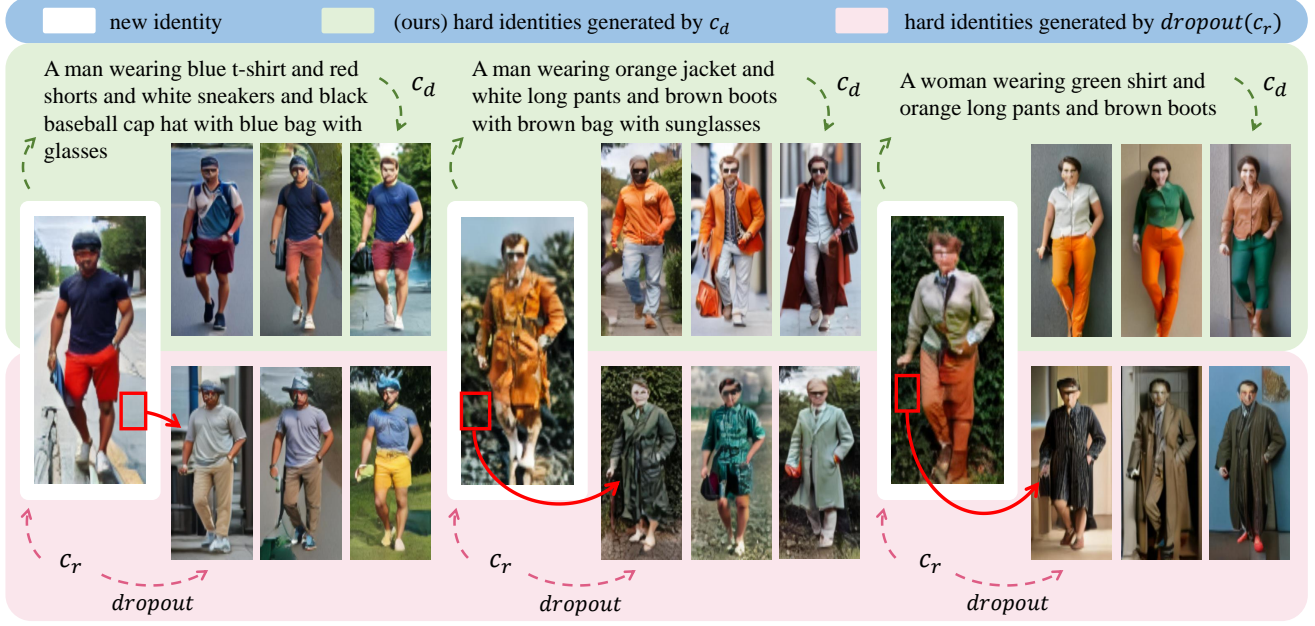 new identity
(ours) hard identities generated by c_d
hard identities generated by dropout(c_r)
A man wearing blue t-shirt and red
shorts and white sneakers and black
baseball cap hat with blue bag with
glasses
c_d
A man wearing orange jacket and
white long pants and brown boots
with brown bag with sunglasses
c_d
A woman wearing green shirt and
orange long pants and brown boots
c_d
c_r
dropout
c_r
dropout
c_r
dropout